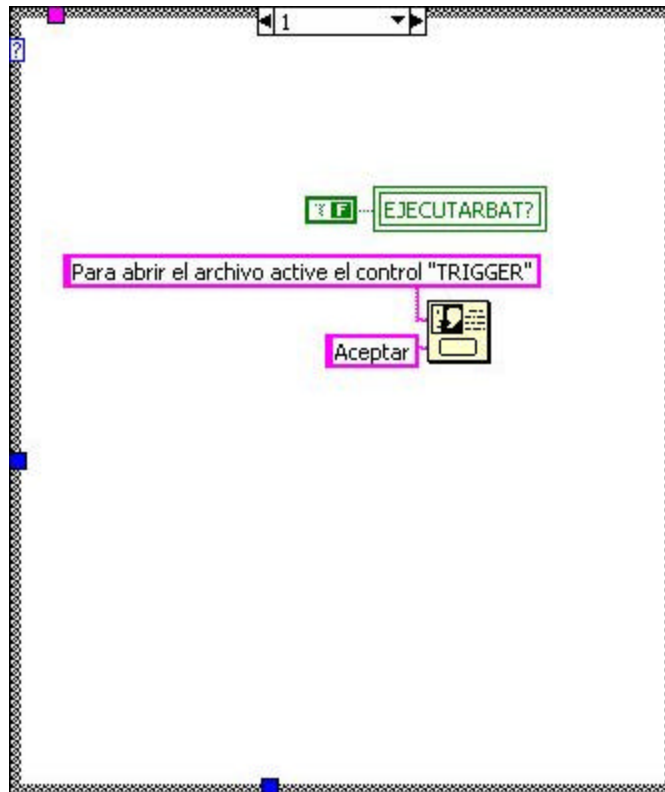 1
?
F
EJECUTARBAT?
Para abrir el archivo active el control "TRIGGER"
Aceptar